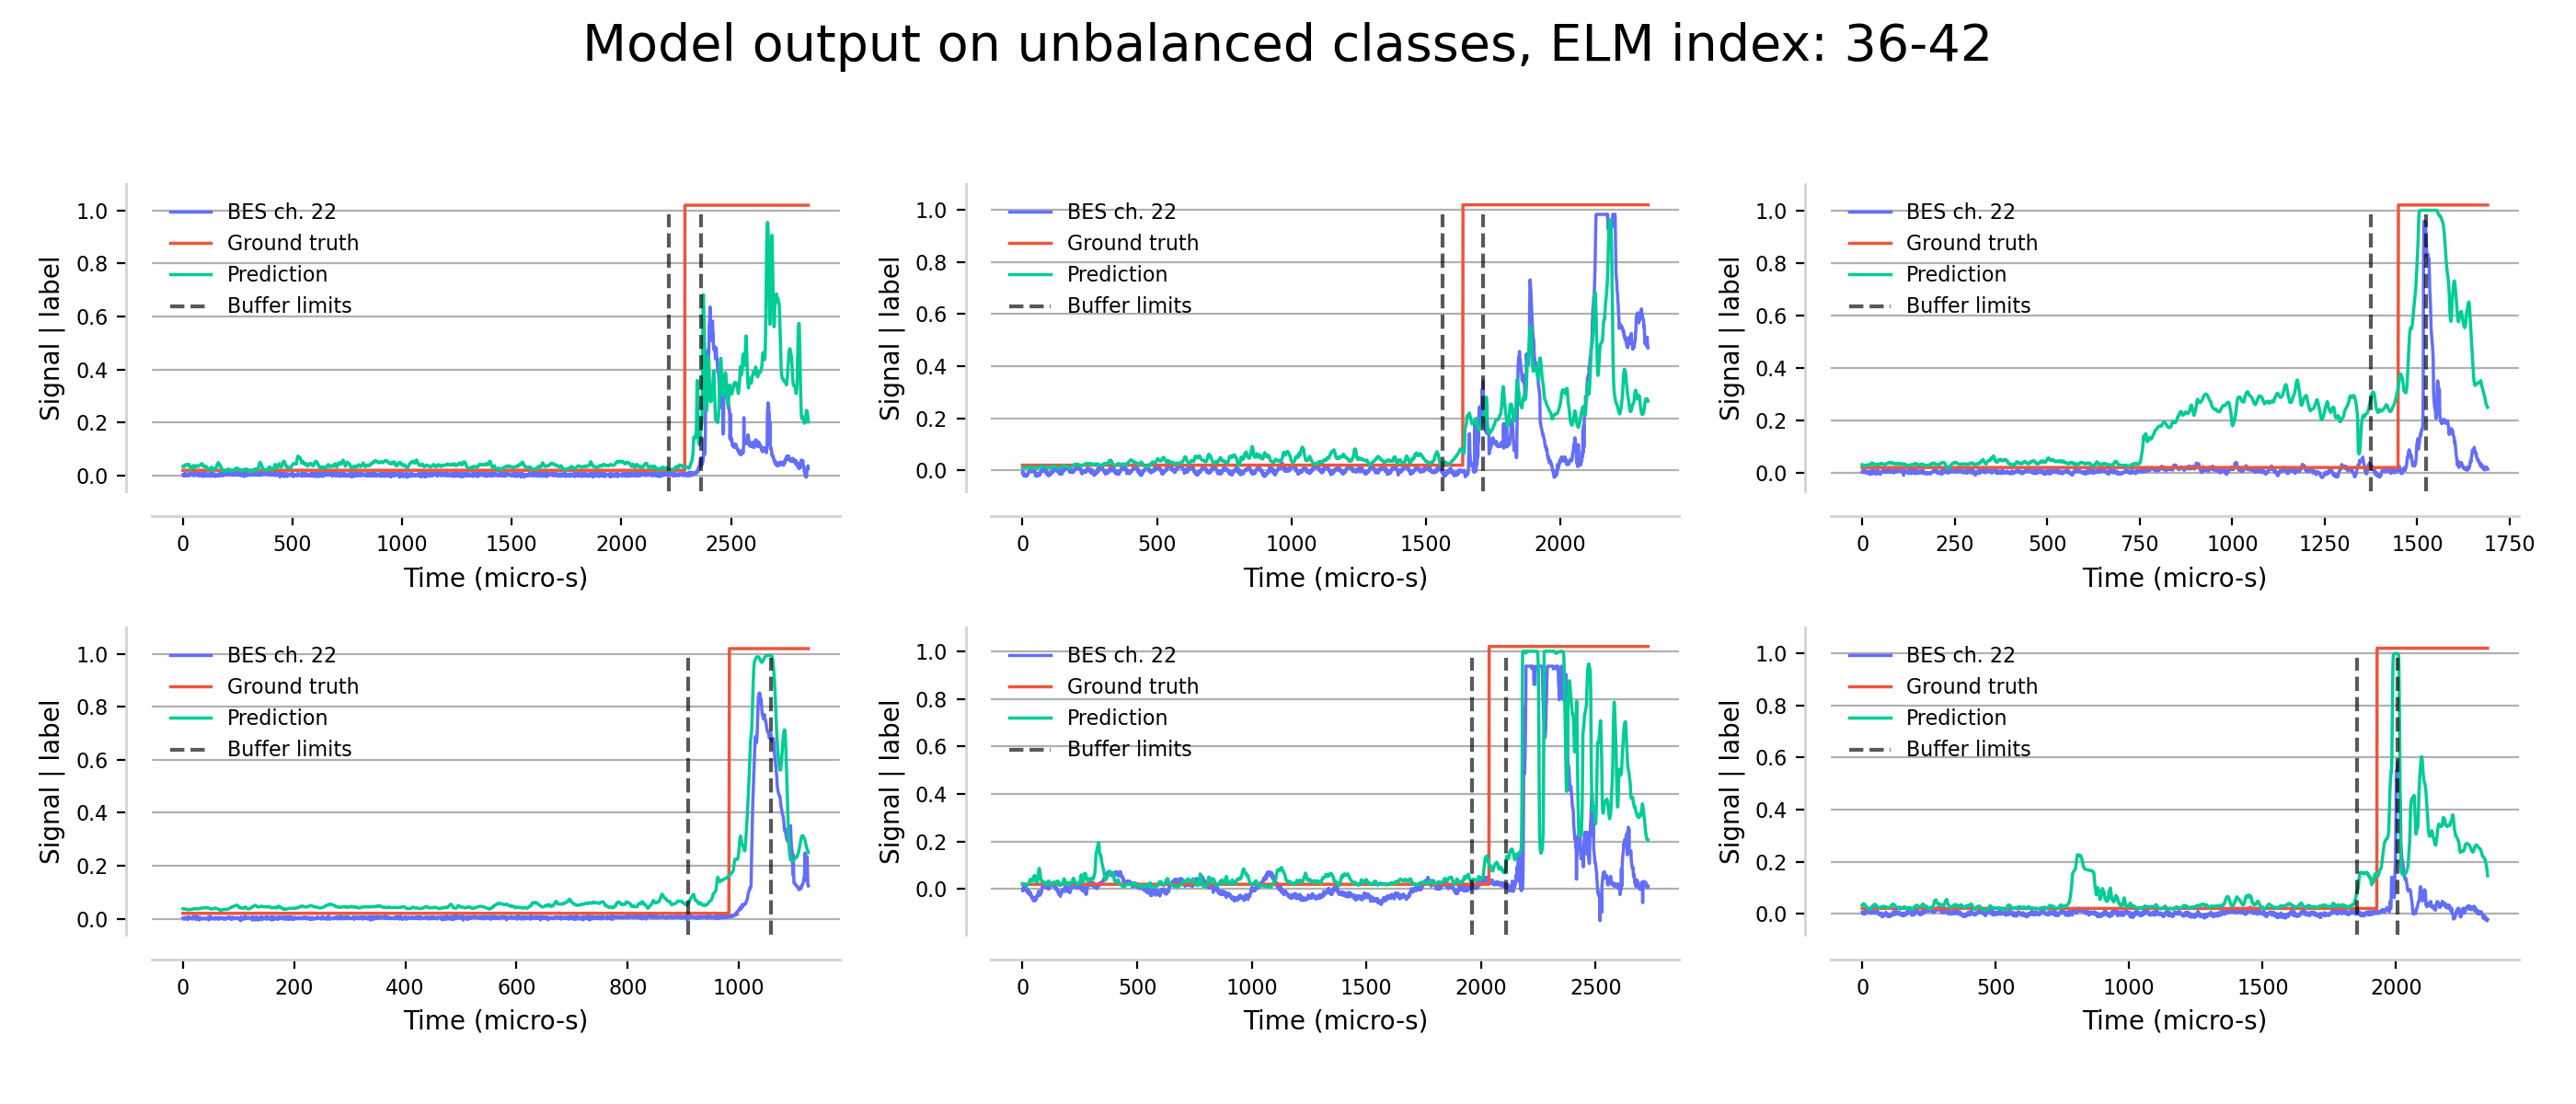 Model output on unbalanced classes, ELM index: 36-42
Signal | label
1.0
0.8
0.6
0.4
0.2
0.0
BES ch. 22
Ground truth
Prediction
Buffer limits
0 500 1000 1500 2000 2500
Time (micro-s)
Signal | label
1.0
0.8
0.6
0.4
0.2
0.0
BES ch. 22
Ground truth
Prediction
Buffer limits
0 500 1000 1500 2000
Time (micro-s)
Signal | label
1.0
0.8
0.6
0.4
0.2
0.0
BES ch. 22
Ground truth
Prediction
Buffer limits
0 250 500 750 1000 1250 1500 1750
Time (micro-s)
Signal | label
1.0
0.8
0.6
0.4
0.2
0.0
BES ch. 22
Ground truth
Prediction
Buffer limits
0 200 400 600 800 1000
Time (micro-s)
Signal | label
1.0
0.8
0.6
0.4
0.2
0.0
BES ch. 22
Ground truth
Prediction
Buffer limits
0 500 1000 1500 2000 2500
Time (micro-s)
Signal | label
1.0
0.8
0.6
0.4
0.2
0.0
BES ch. 22
Ground truth
Prediction
Buffer limits
0 500 1000 1500 2000
Time (micro-s)